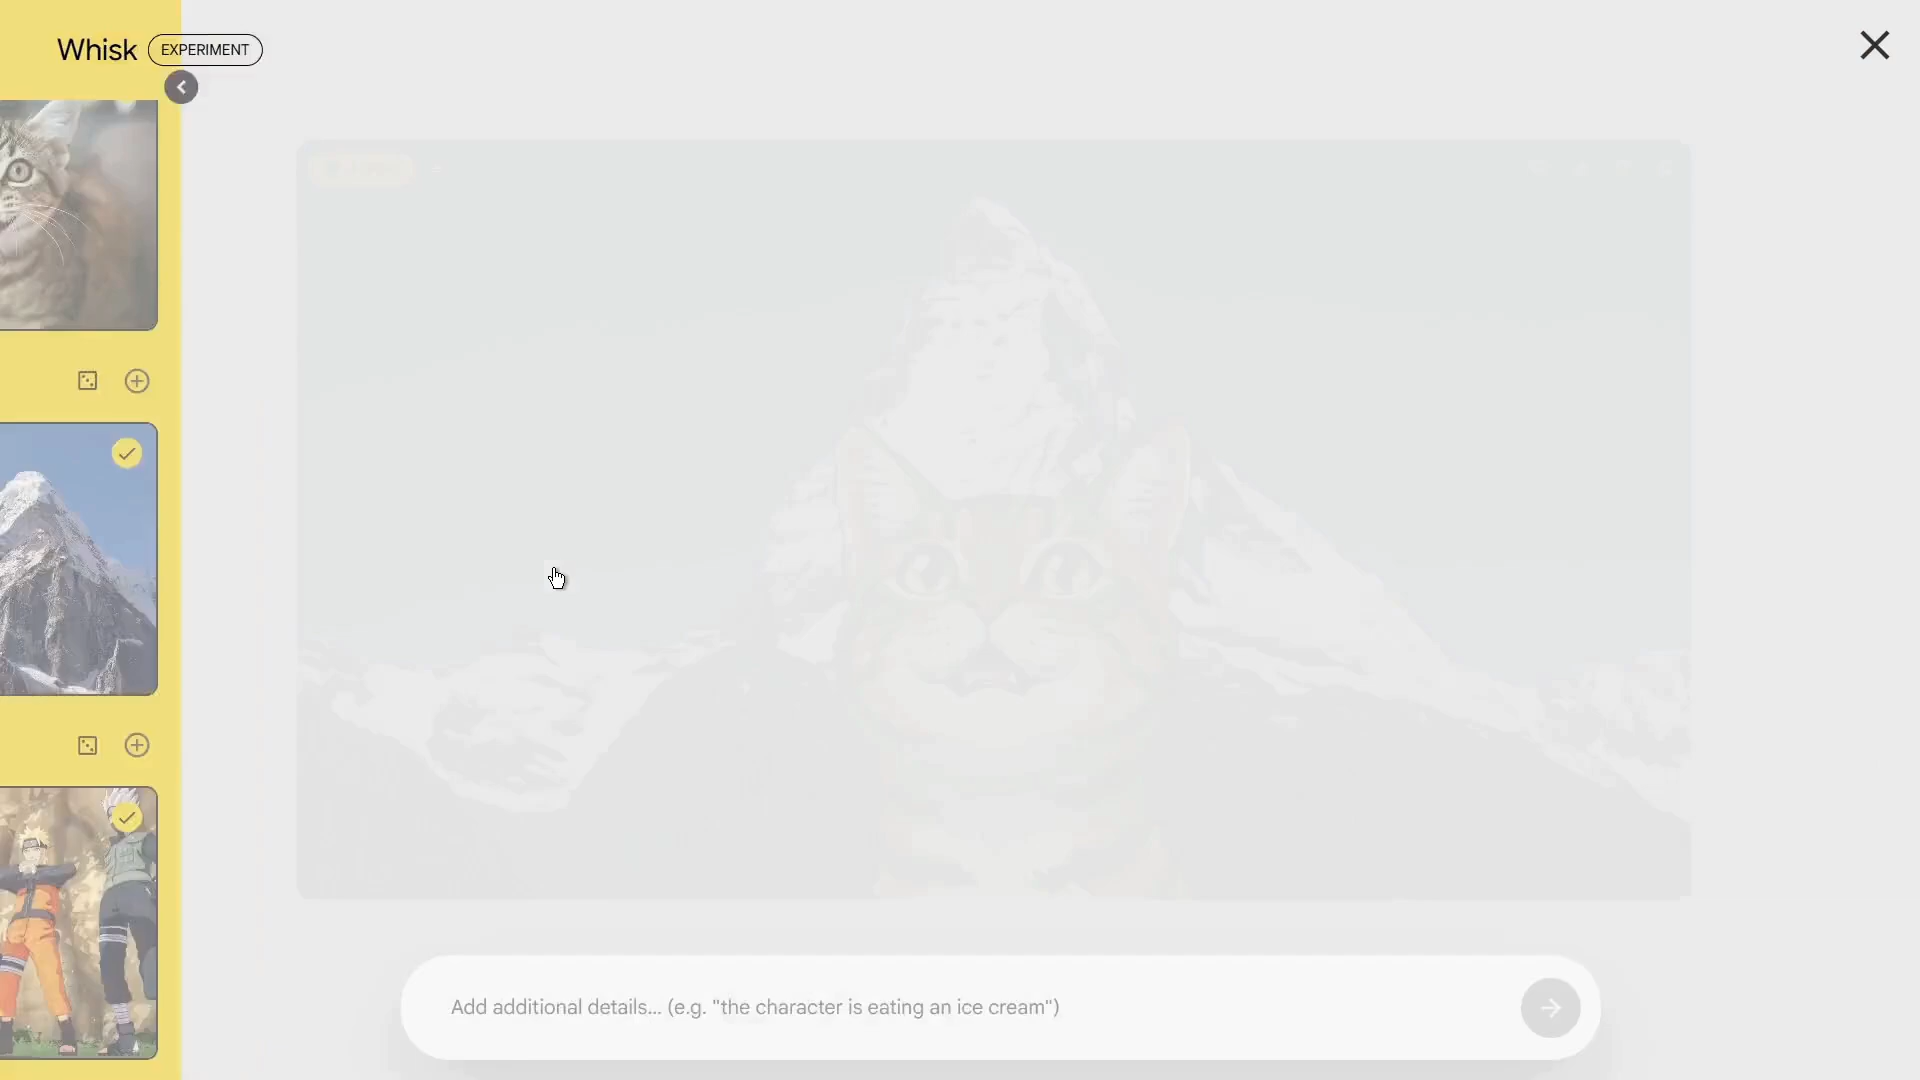 Whisk EXPERIMENT
Add additional details... (e.g. "the character is eating an ice cream")